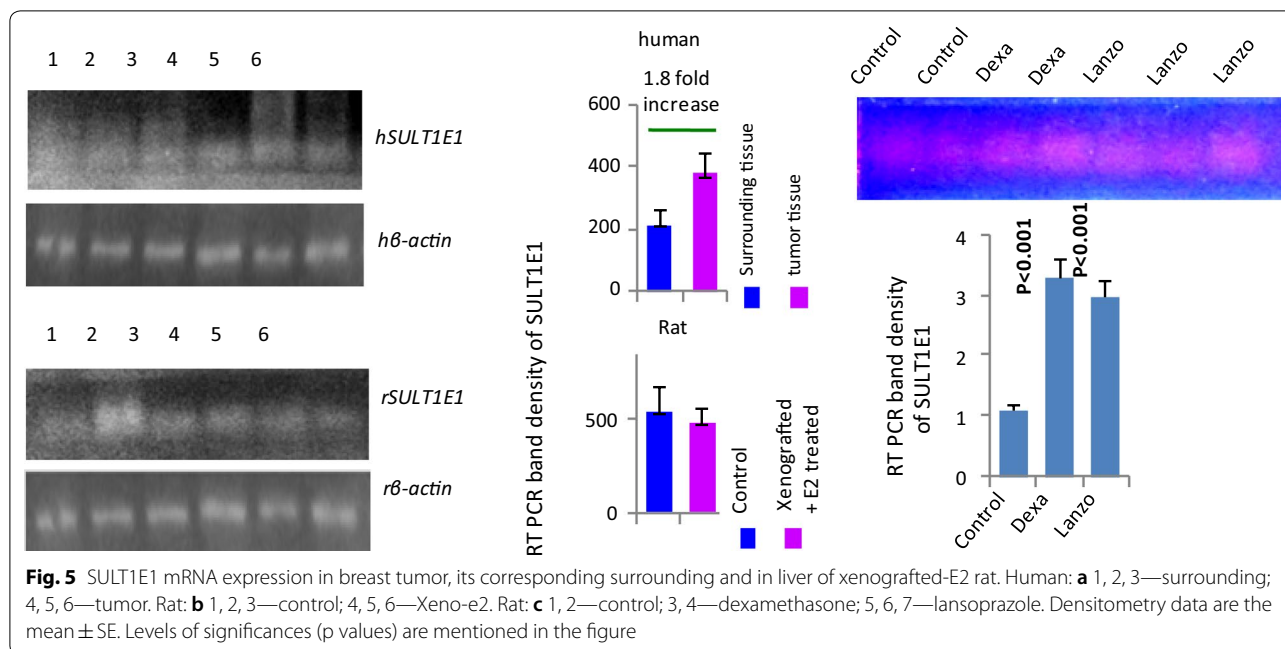 1 2 3 4 5 6
hSULT1E1
hβ-actin
1 2 3 4 5 6
rSULT1E1
rβ-actin
RT PCR band density of SULT1E1
human
1.8 fold
increase
600
400
200
0
Surrounding tissue
tumor tissue
Rat
500
0
Control
Xenografted
+ E2 treated
Control Control Dexa Dexa Lanzo Lanzo Lanzo
RT PCR band density
of SULT1E1
4
3
2
1
0
P<0.001
P<0.001
Control
Dexa
Lanzo
Fig. 5 SULT1E1 mRNA expression in breast tumor, its corresponding surrounding and in liver of xenografted-E2 rat. Human: a 1, 2, 3—surrounding;
4, 5, 6—tumor. Rat: b 1, 2, 3—control; 4, 5, 6—Xeno-e2. Rat: c 1, 2—control; 3, 4—dexamethasone; 5, 6, 7—lansoprazole. Densitometry data are the
mean ± SE. Levels of significances (p values) are mentioned in the figure